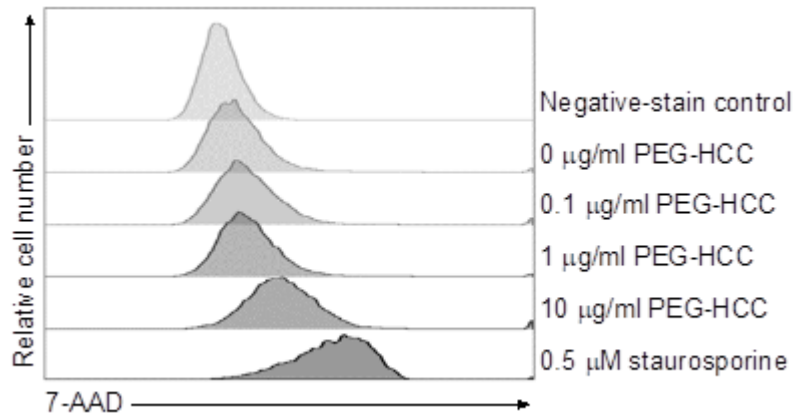 Relative cell number
Negative-stain control
0 μg/ml PEG-HCC
0.1 μg/ml PEG-HCC
1 μg/ml PEG-HCC
10 μg/ml PEG-HCC
0.5 μM staurosporine
7-AAD